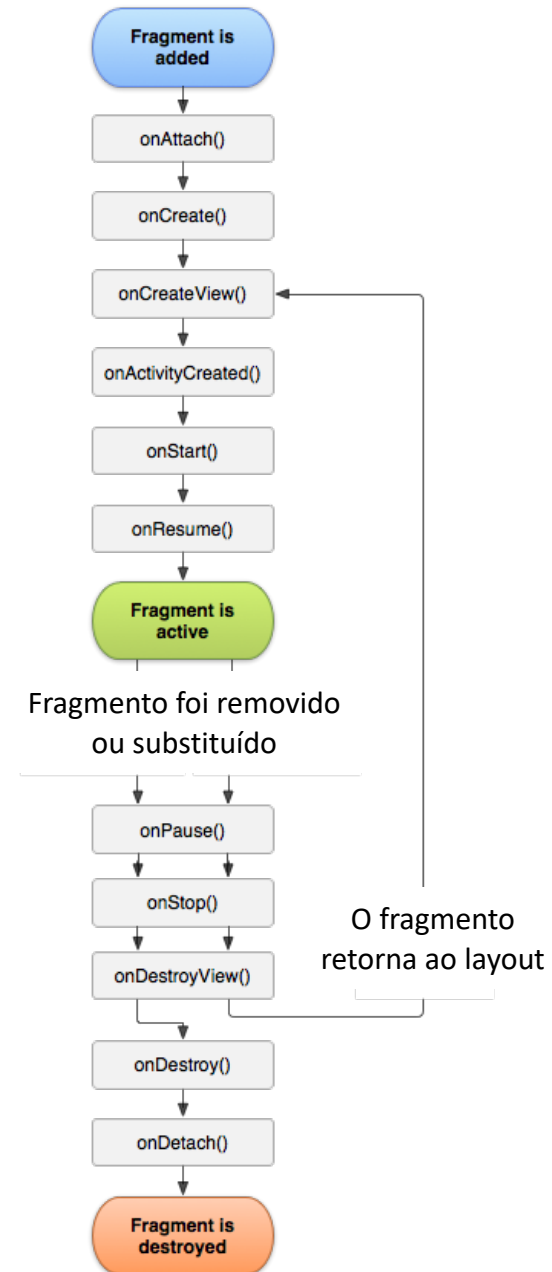 Fragment is
added
onAttach()
onCreate()
onCreateView()
onActivityCreated()
onStart()
onResume()
Fragment is
active
Fragmento foi removido
ou substituído
onPause()
onStop()
O fragmento
retorna ao layout
onDestroyView()
onDestroy()
onDetach()
Fragment is
destroyed